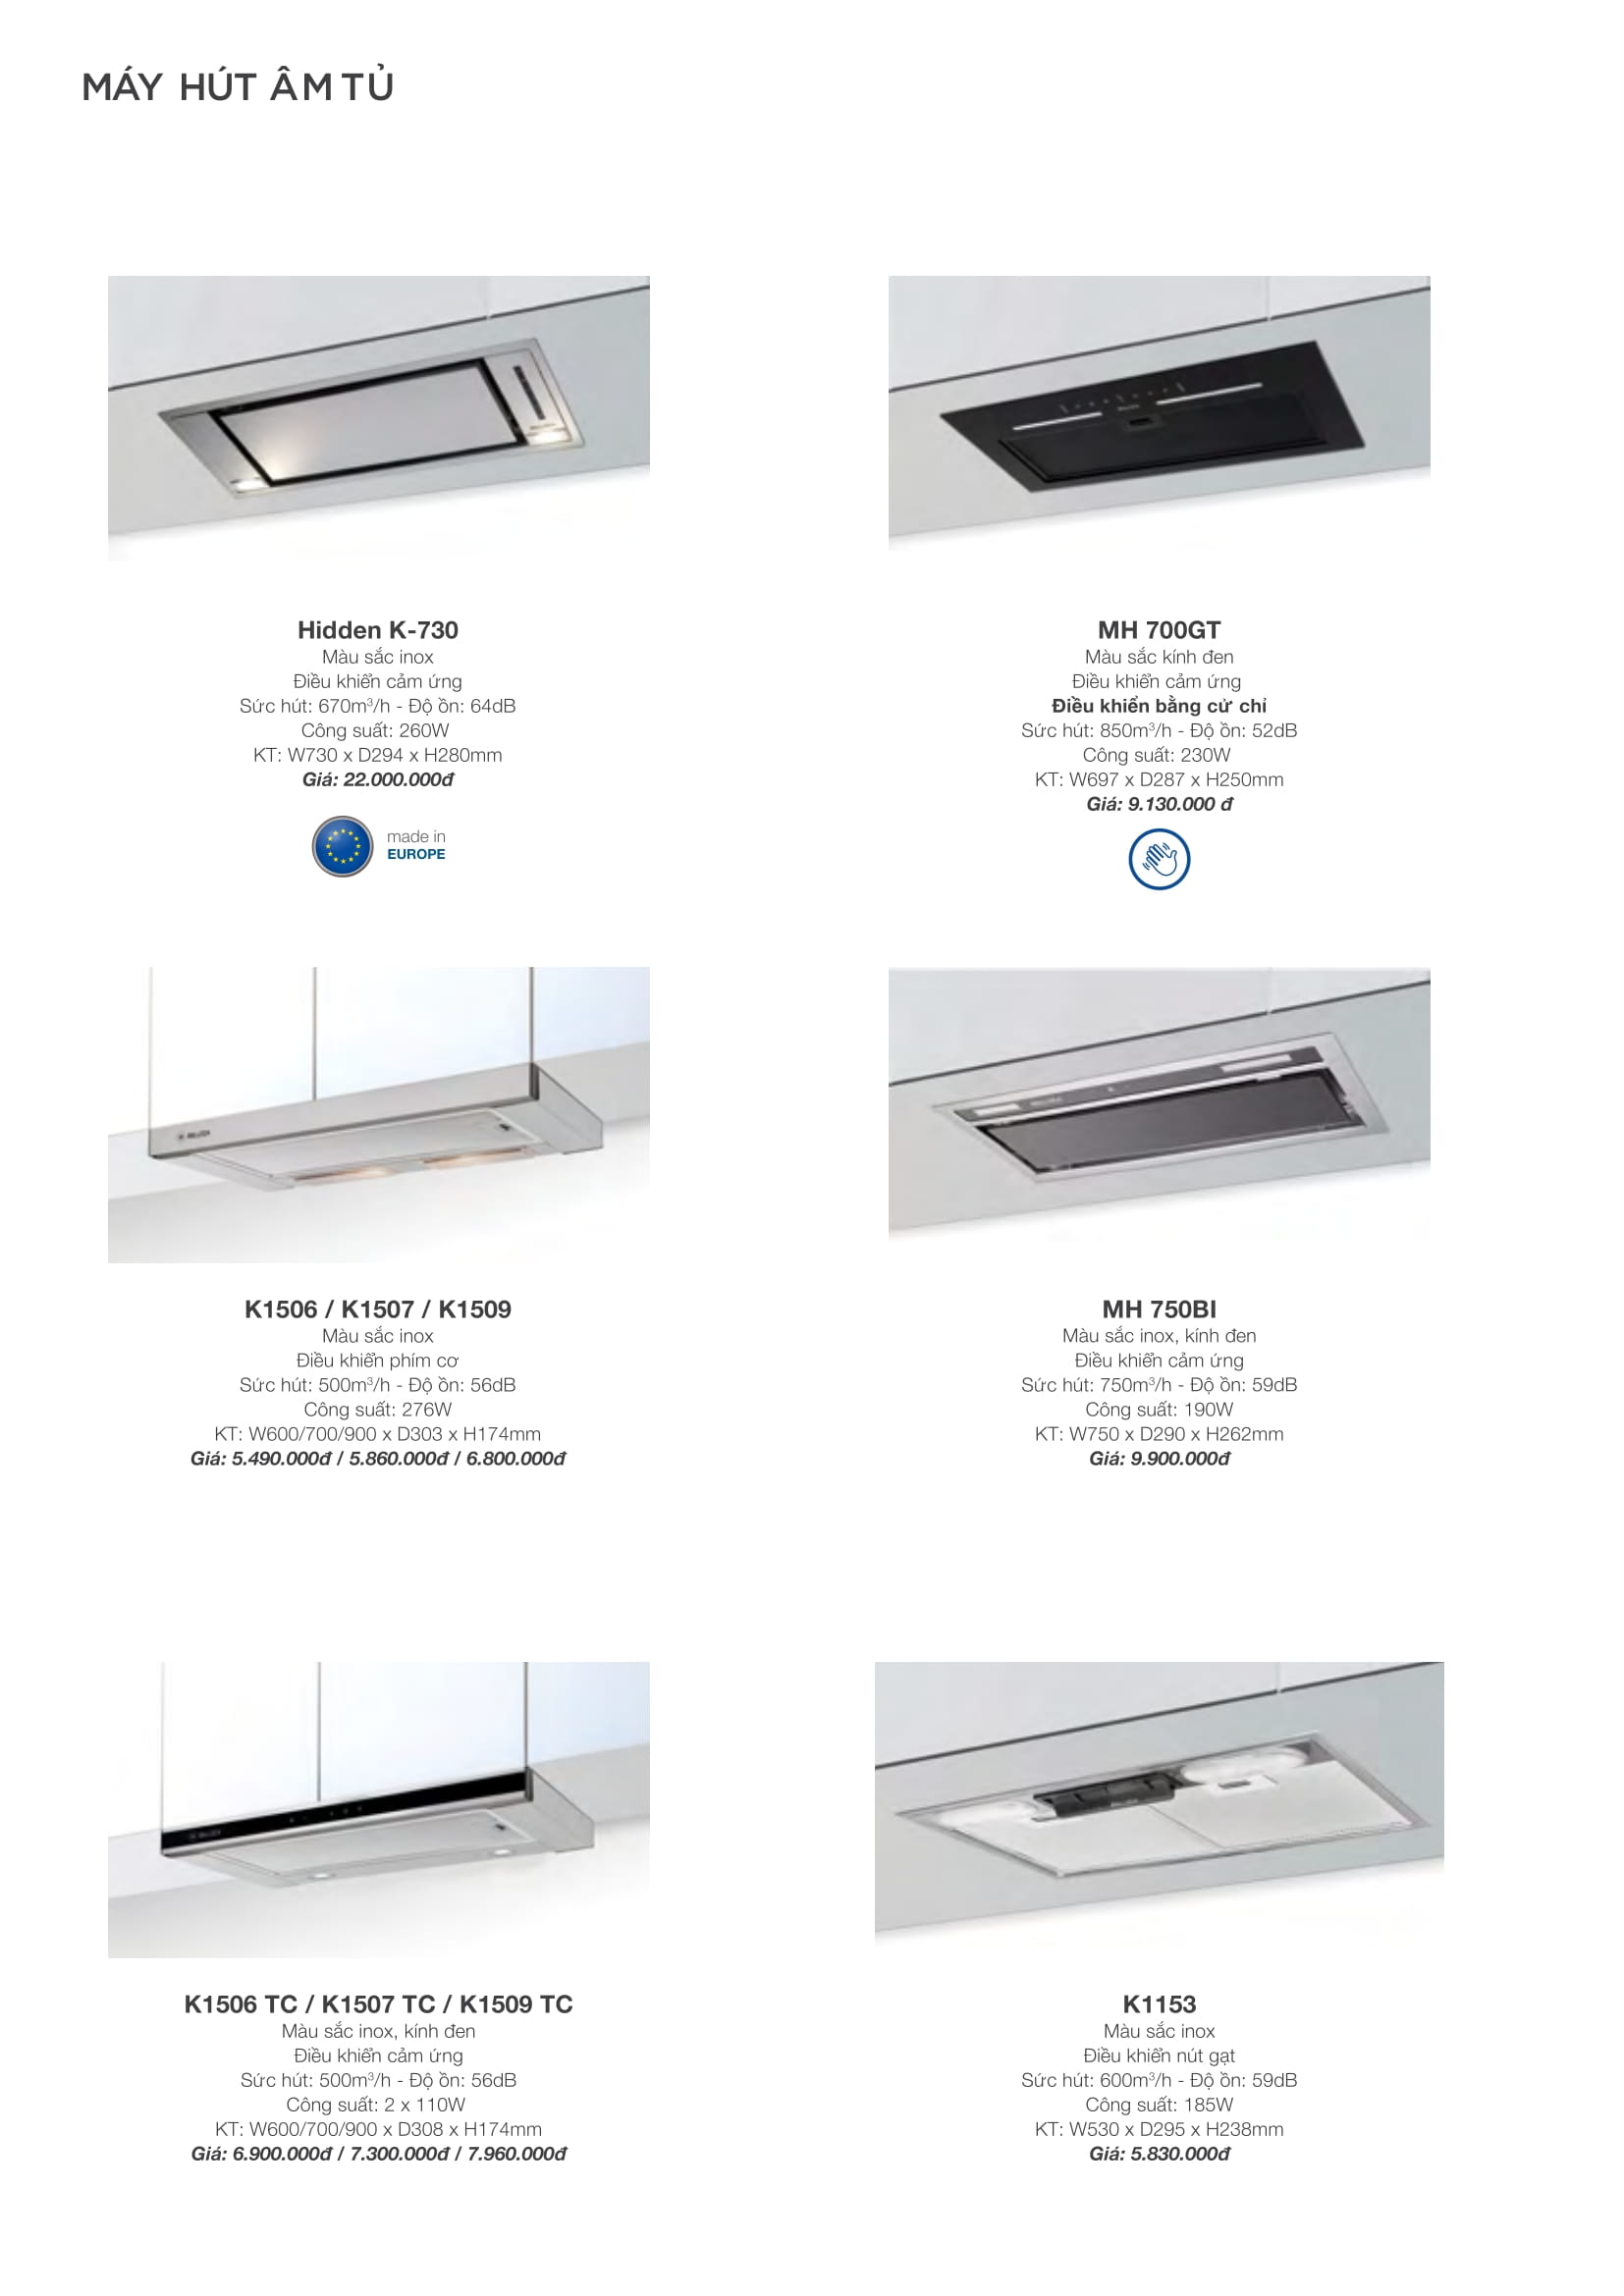 MÁY HÚT ÂM TỦ
Hidden K-730
Màu sắc inox
Điều khiển cảm ứng
Sức hút: 670m³/h - Độ ồn: 64dB
Công suất: 260W
KT: W730 x D294 x H280mm
Giá: 22.000.000đ
made in
EUROPE
MH 700GT
Màu sắc kính đen
Điều khiển cảm ứng
Điều khiển bằng cử chỉ
Sức hút: 850m³/h - Độ ồn: 52dB
Công suất: 230W
KT: W697 x D287 x H250mm
Giá: 9.130.000 đ
K1506 / K1507 / K1509
Màu sắc inox
Điều khiển phím cơ
Sức hút: 500m³/h - Độ ồn: 56dB
Công suất: 276W
KT: W600/700/900 x D303 x H174mm
Giá: 5.490.000đ / 5.860.000đ / 6.800.000đ
MH 750BI
Màu sắc inox, kính đen
Điều khiển cảm ứng
Sức hút: 750m³/h - Độ ồn: 59dB
Công suất: 190W
KT: W750 x D290 x H262mm
Giá: 9.900.000đ
K1506 TC / K1507 TC / K1509 TC
Màu sắc inox, kính đen
Điều khiển cảm ứng
Sức hút: 500m³/h - Độ ồn: 56dB
Công suất: 2 x 110W
KT: W600/700/900 x D308 x H174mm
Giá: 6.900.000đ / 7.300.000đ / 7.960.000đ
K1153
Màu sắc inox
Điều khiển nút gạt
Sức hút: 600m³/h - Độ ồn: 59dB
Công suất: 185W
KT: W530 x D295 x H238mm
Giá: 5.830.000đ